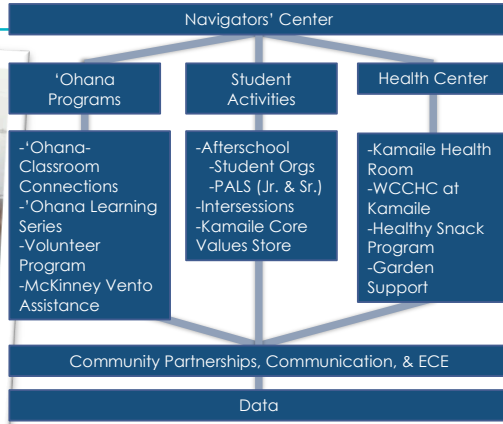 Navigators' Center
‘Ohana
Programs
Student
Activities
Health Center
-‘Ohana-
Classroom
Connections
-’Ohana Learning
Series
-Volunteer
Program
-McKinney Vento
Assistance
-Afterschool
-Student Orgs
-PALS (Jr. & Sr.)
-Intersessions
-Kamaile Core
Values Store
-Kamaile Health
Room
-WCCHC at
Kamaile
-Healthy Snack
Program
-Garden
Support
Community Partnerships, Communication, & ECE
Data